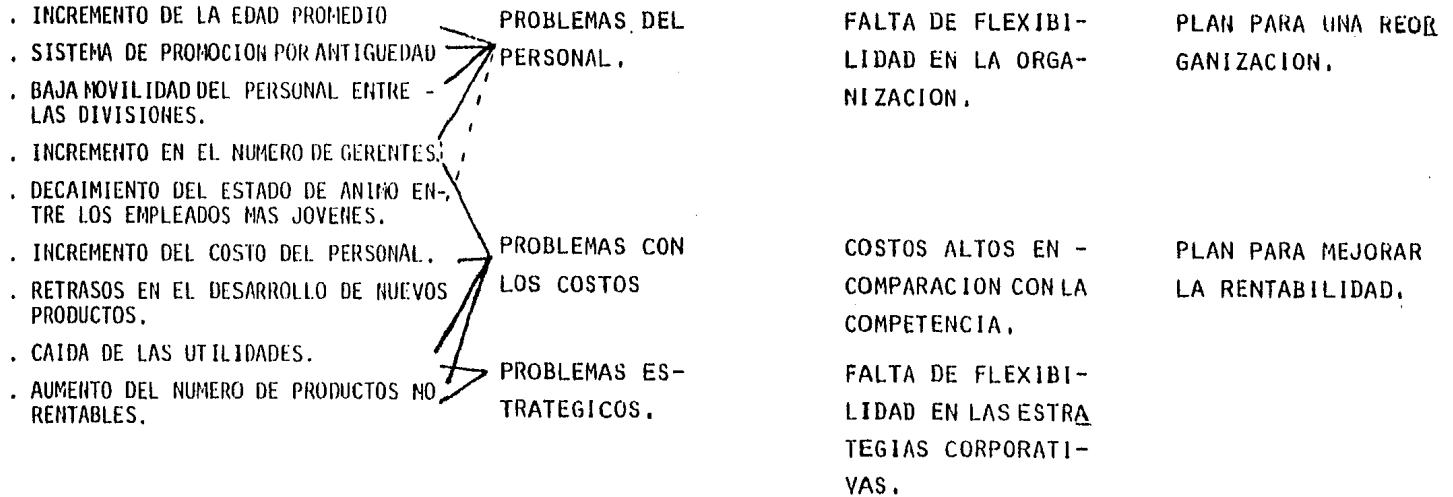 . INCREMENTO DE LA EDAD PROMEDIO
. SISTEMA DE PROMOCION POR ANTIGUEDAD
. BAJA MOVILIDAD DEL PERSONAL ENTRE -
LAS DIVISIONES.
. INCREMENTO EN EL NUMERO DE GERENTES.
. DECAIMIENTO DEL ESTADO DE ANIMO EN-
TRE LOS EMPLEADOS MAS JOVENES.
. INCREMENTO DEL COSTO DEL PERSONAL.
. RETRASOS EN EL DESARROLLO DE NUEVOS
PRODUCTOS.
. CAIDA DE LAS UTILIDADES.
. AUMENTO DEL NUMERO DE PRODUCTOS NO
RENTABLES.
PROBLEMAS DEL
PERSONAL.
PROBLEMAS CON
LOS COSTOS
PROBLEMAS ES-
TRATEGICOS.
FALTA DE FLEXIBI-
LIDAD EN LA ORGA-
NIZACION.
COSTOS ALTOS EN -
COMPARACION CON LA
COMPETENCIA.
FALTA DE FLEXIBI-
LIDAD EN LAS ESTRA
TEGIAS CORPORATI-
VAS.
PLAN PARA UNA REOR
GANIZACION.
PLAN PARA MEJORAR
LA RENTABILIDAD.